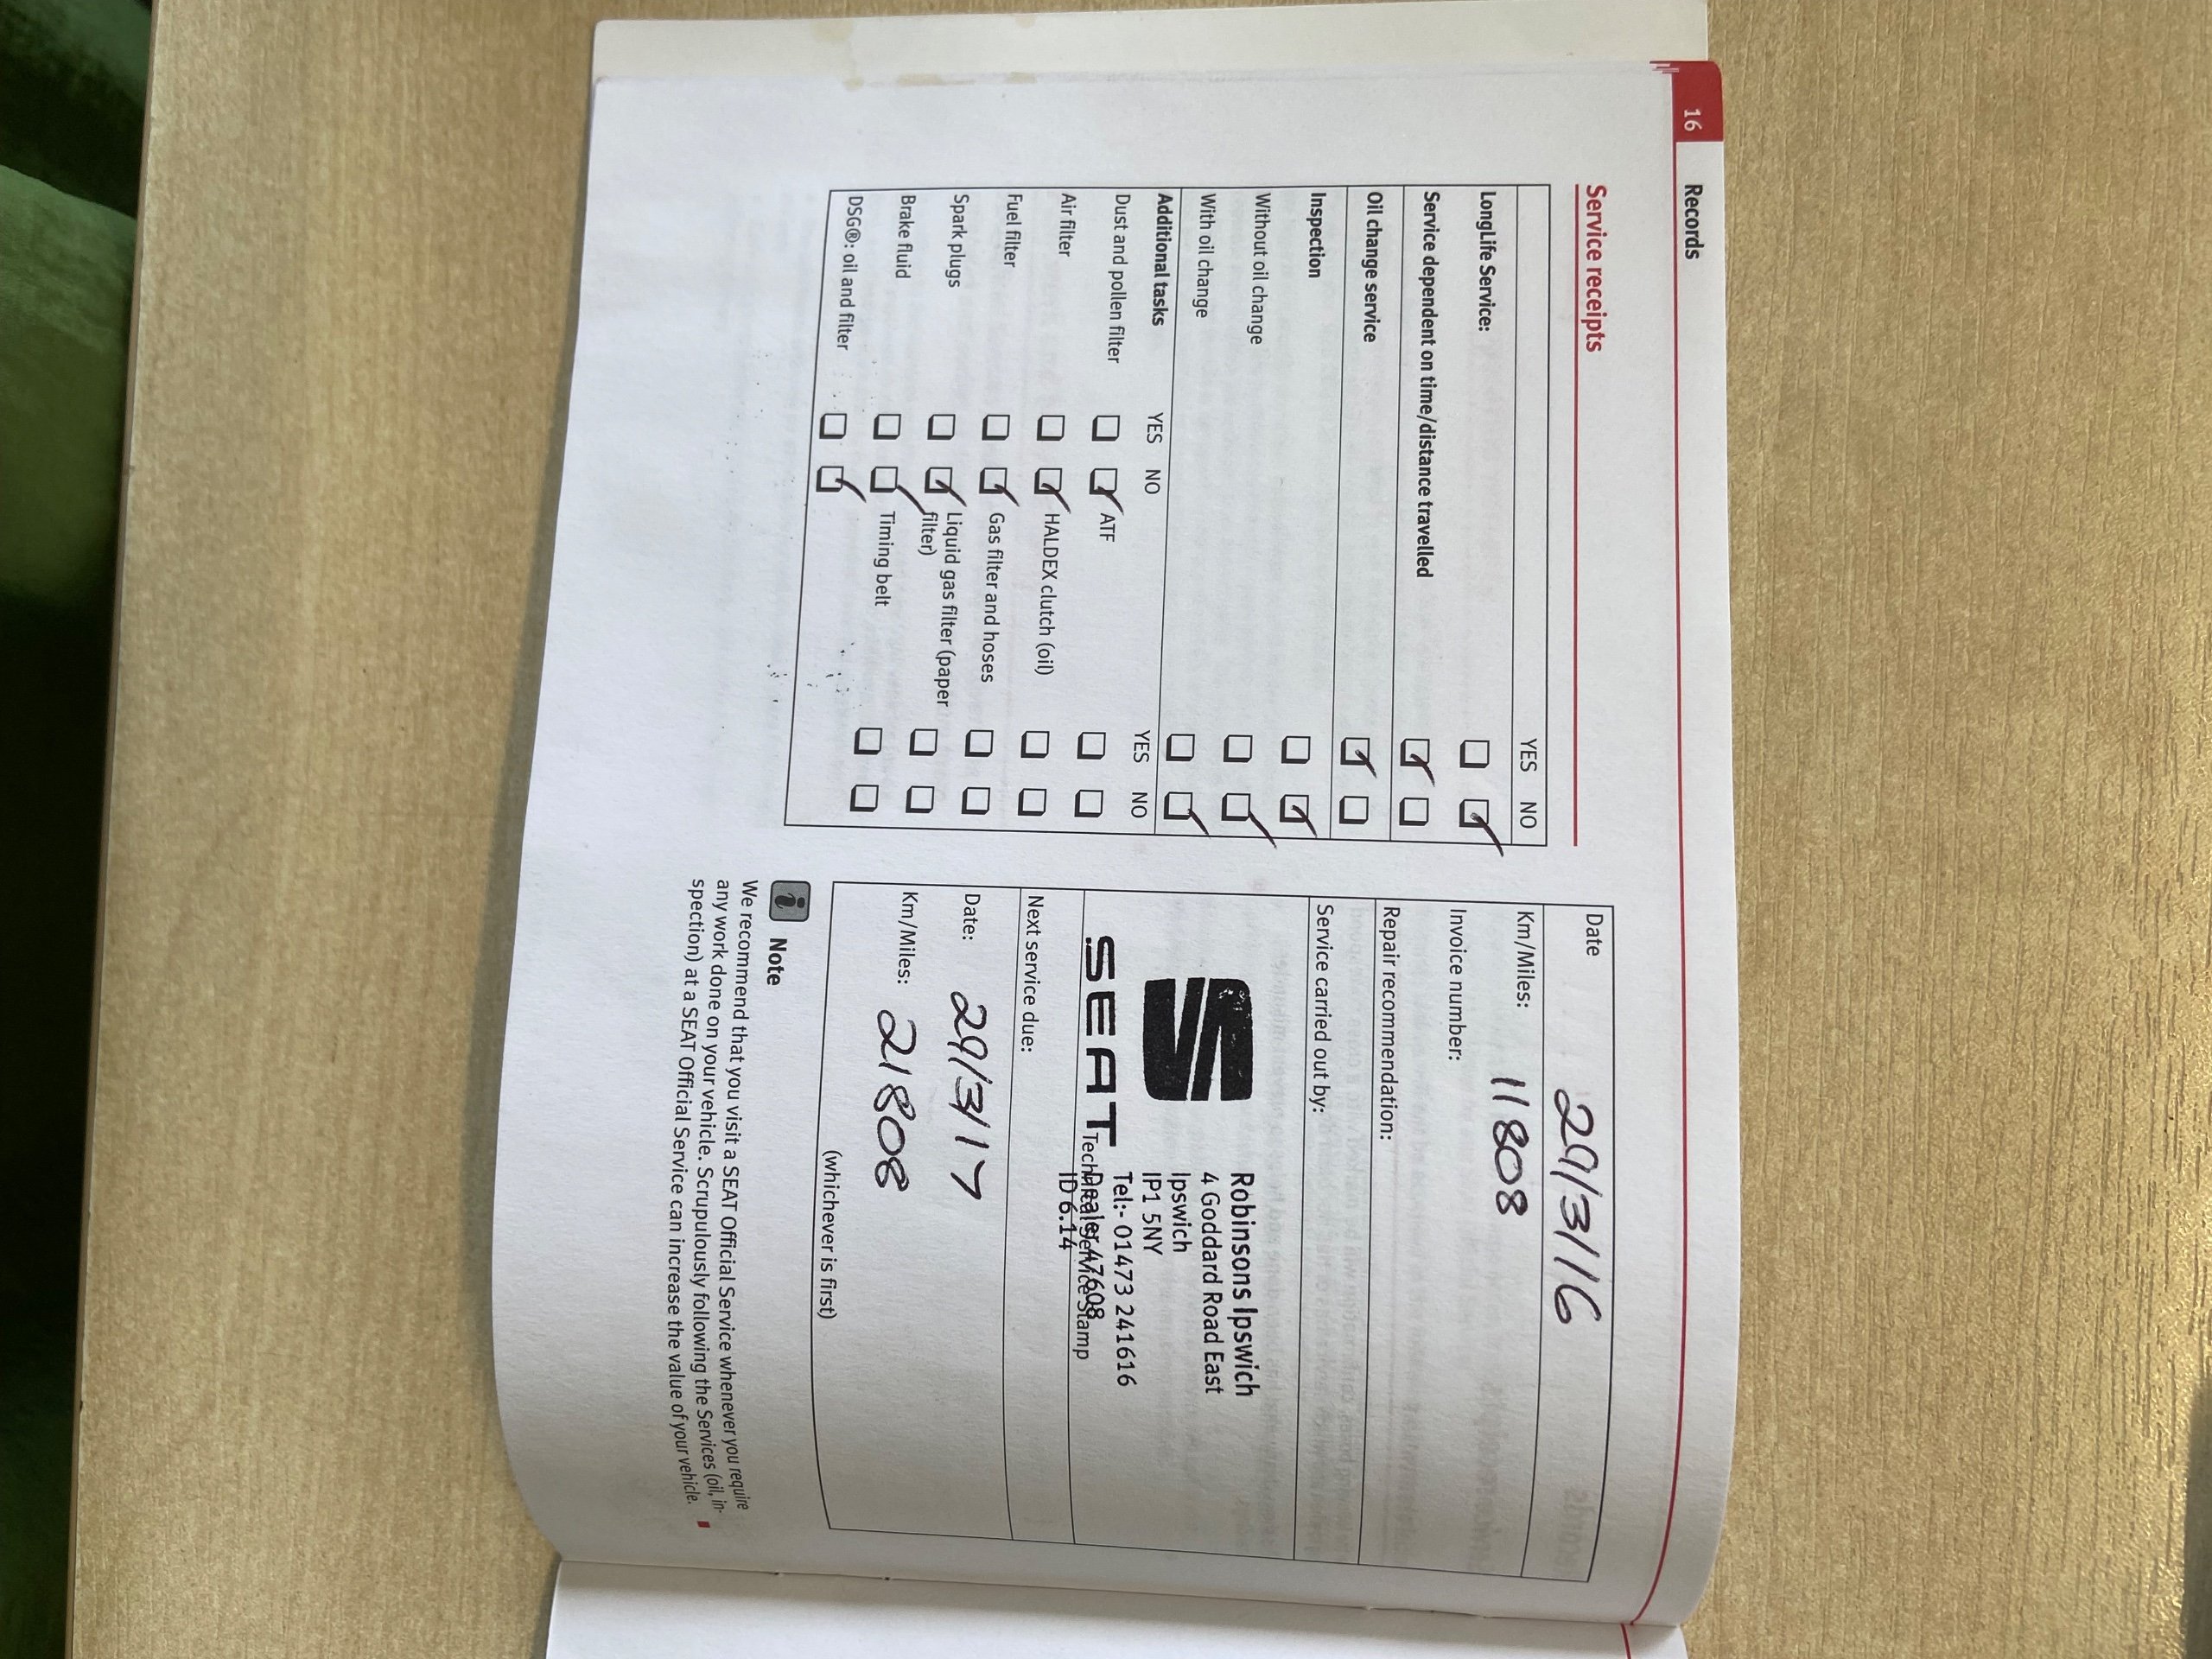 16 Records
Service receipts
YES NO
LongLife Service:
Service dependent on time/distance travelled
Oil change service
Inspection
Without oil change
With oil change
Additional tasks YES NO YES NO
Dust and pollen filter ATF
Air filter HALDEX clutch (oil)
Fuel filter Gas filter and hoses
Spark plugs Liquid gas filter (paper
filter)
Brake fluid Timing belt
DSG®: oil and filter
Date 29/3/16
Km/Miles: 11808
Invoice number:
Repair recommendation:
Service carried out by:
SEAT
Robinsons Ipswich
4 Goddard Road East
Ipswich
IP1 5NY
Tel:- 01473 241616
Dealer 47608
Technical Service Stamp
ID 6.14
Next service due:
Date: 29/3/17
Km/Miles: 21808
(whichever is first)
i Note
We recommend that you visit a SEAT Official Service whenever you require
any work done on your vehicle. Scrupulously following the Services (oil, in-
spection) at a SEAT Official Service can increase the value of your vehicle.